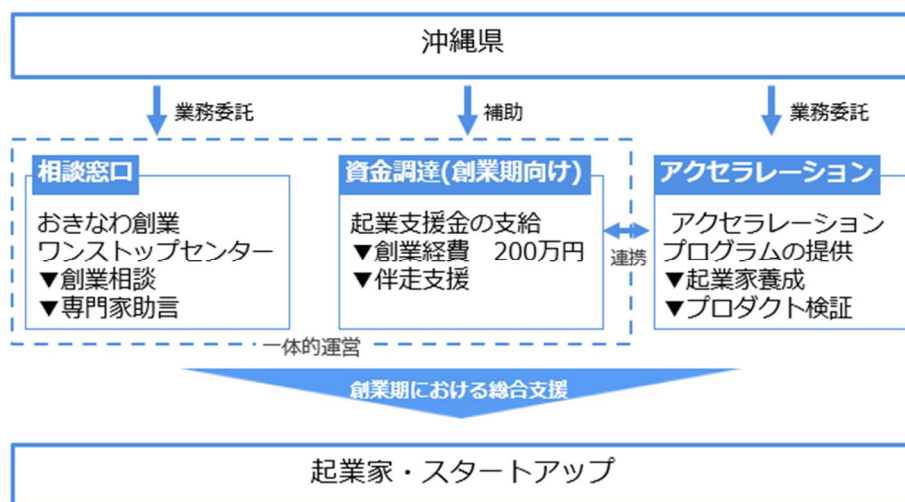 沖縄県
業務委託
補助
業務委託
相談窓口
おきなわ創業
ワンストップセンター
▼創業相談
▼専門家助言
資金調達(創業期向け)
起業支援金の支給
▼創業経費　200万円
▼伴走支援
連携
アクセラレーション
アクセラレーション
プログラムの提供
▼起業家養成
▼プロダクト検証
一体的運営
創業期における総合支援
起業家・スタートアップ